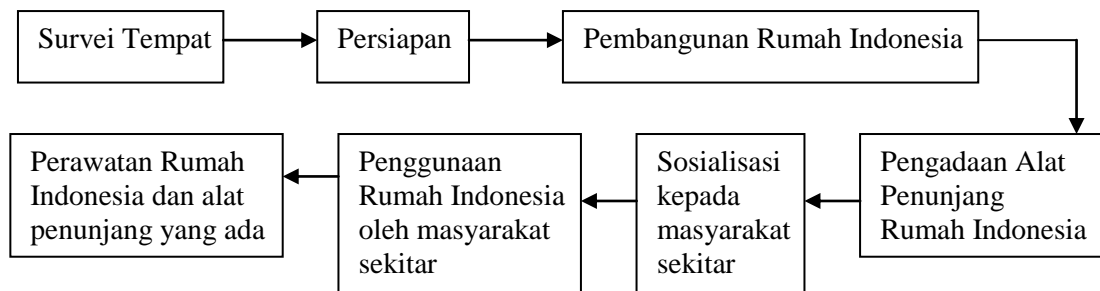 Survei Tempat
Persiapan
Pembangunan Rumah Indonesia
Pengadaan Alat
Penunjang
Rumah Indonesia
Sosialisasi
kepada
masyarakat
sekitar
Penggunaan
Rumah Indonesia
oleh masyarakat
sekitar
Perawatan Rumah
Indonesia dan alat
penunjang yang ada